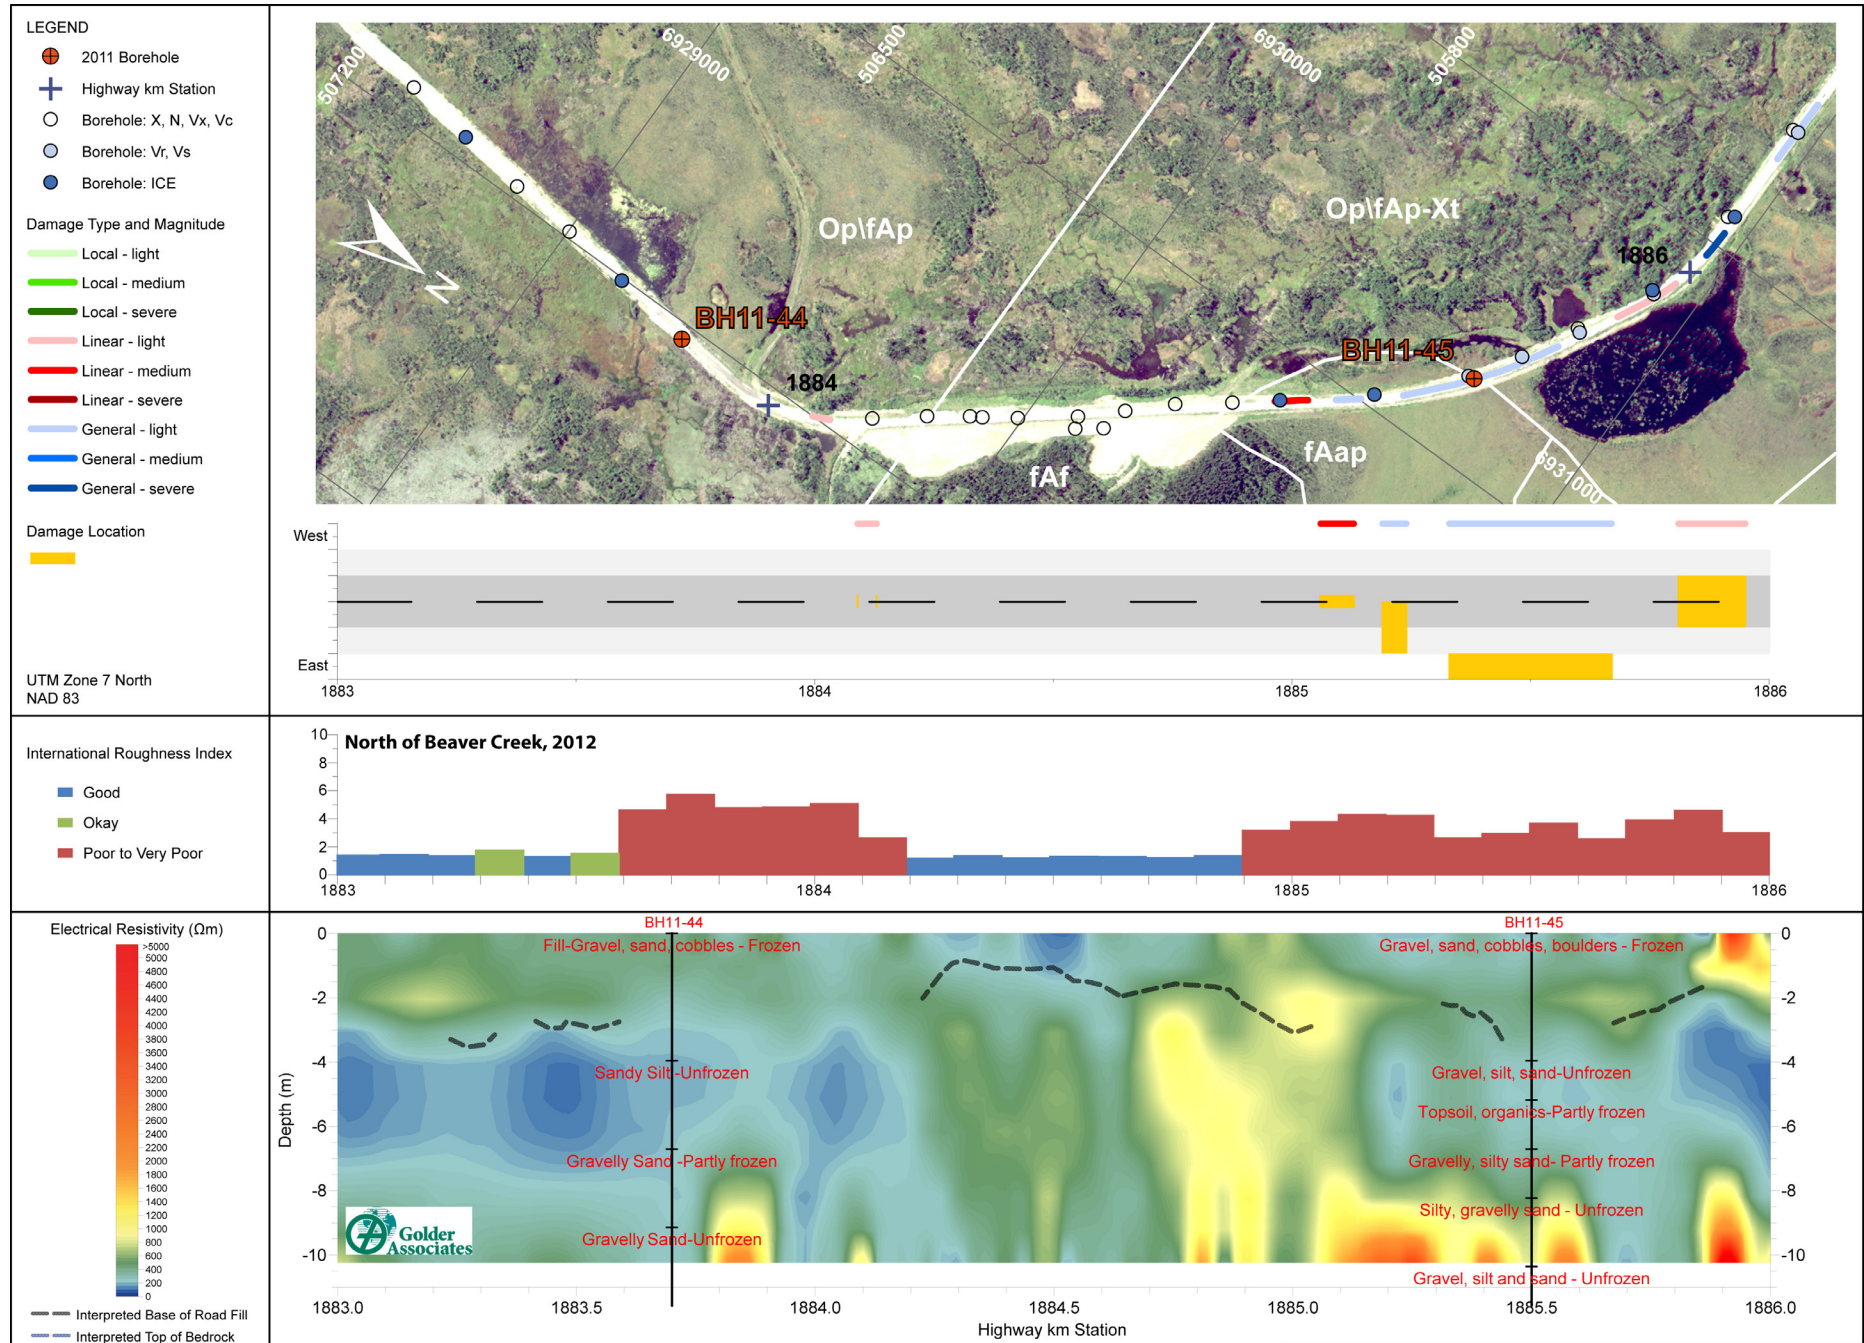 LEGEND
2011 Borehole
Highway km Station
Borehole: X, N, Vx, Vc
Borehole: Vr, Vs
Borehole: ICE
Damage Type and Magnitude
Local - light
Local - medium
Local - severe
Linear - light
Linear - medium
Linear - severe
General - light
General - medium
General - severe
Damage Location
UTM Zone 7 North
NAD 83
507200
6929000
506500
6930000
505800
6931000
N
Op\fAp
Op\fAp-Xt
1886
BH11-44
BH11-45
1884
fAf
fAap
West
East
1883 1884 1885 1886
International Roughness Index
Good
Okay
Poor to Very Poor
North of Beaver Creek, 2012
10
8
6
4
2
0
1883 1884 1885 1886
Electrical Resistivity (Ωm)
>5000
5000
4800
4600
4400
4200
4000
3800
3600
3400
3200
3000
2800
2600
2400
2200
2000
1800
1600
1400
1200
1000
800
600
400
200
0
Interpreted Base of Road Fill
Interpreted Top of Bedrock
BH11-44 BH11-45
Depth (m)
0
-2
-4
-6
-8
-10
Fill-Gravel, sand, cobbles - Frozen
Sandy Silt -Unfrozen
Gravelly Sand -Partly frozen
Gravelly Sand-Unfrozen
Golder
Associates
Gravel, sand, cobbles, boulders - Frozen
Gravel, silt, sand-Unfrozen
Topsoil, organics-Partly frozen
Gravelly, silty sand- Partly frozen
Silty, gravelly sand - Unfrozen
Gravel, silt and sand - Unfrozen
0
-2
-4
-6
-8
-10
1883.0 1883.5 1884.0 1884.5 1885.0 1885.5 1886.0
Highway km Station